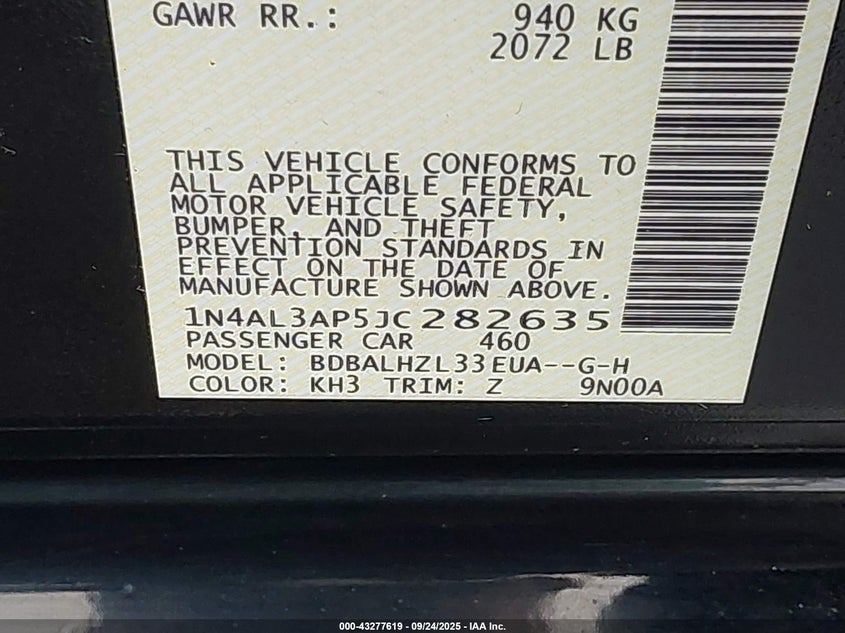 GAWR RR.: 940 KG
2072 LB
THIS VEHICLE CONFORMS TO
ALL APPLICABLE FEDERAL
MOTOR VEHICLE SAFETY,
BUMPER, AND THEFT
PREVENTION STANDARDS IN
EFFECT ON THE DATE OF
MANUFACTURE SHOWN ABOVE.
1N4AL3AP5JC282635
PASSENGER CAR 460
MODEL: BDBALHZL33EUA--G-H
COLOR: KH3 TRIM: Z 9N00A
000-43277619 - 09/24/2025 - IAA Inc.